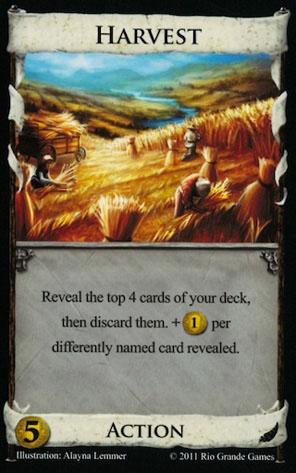 HARVEST
Reveal the top 4 cards of your deck,
then discard them. + 1 per
differently named card revealed.
5 ACTION
Illustration: Alayna Lemmer © 2011 Rio Grande Games